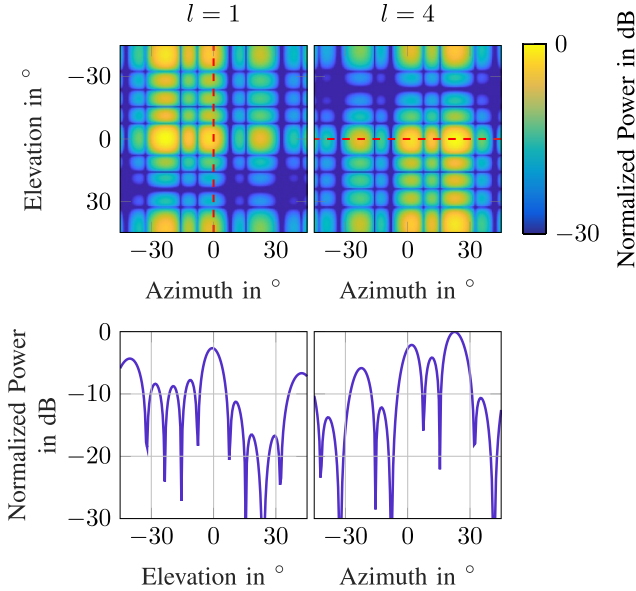 l = 1
l = 4
Elevation in °
−30
0
30
−30
0
30
−30
0
30
Azimuth in °
Azimuth in °
0
−30
Normalized Power in dB
Normalized Power
in dB
0
−10
−20
−30
−30
0
30
−30
0
30
Elevation in °
Azimuth in °